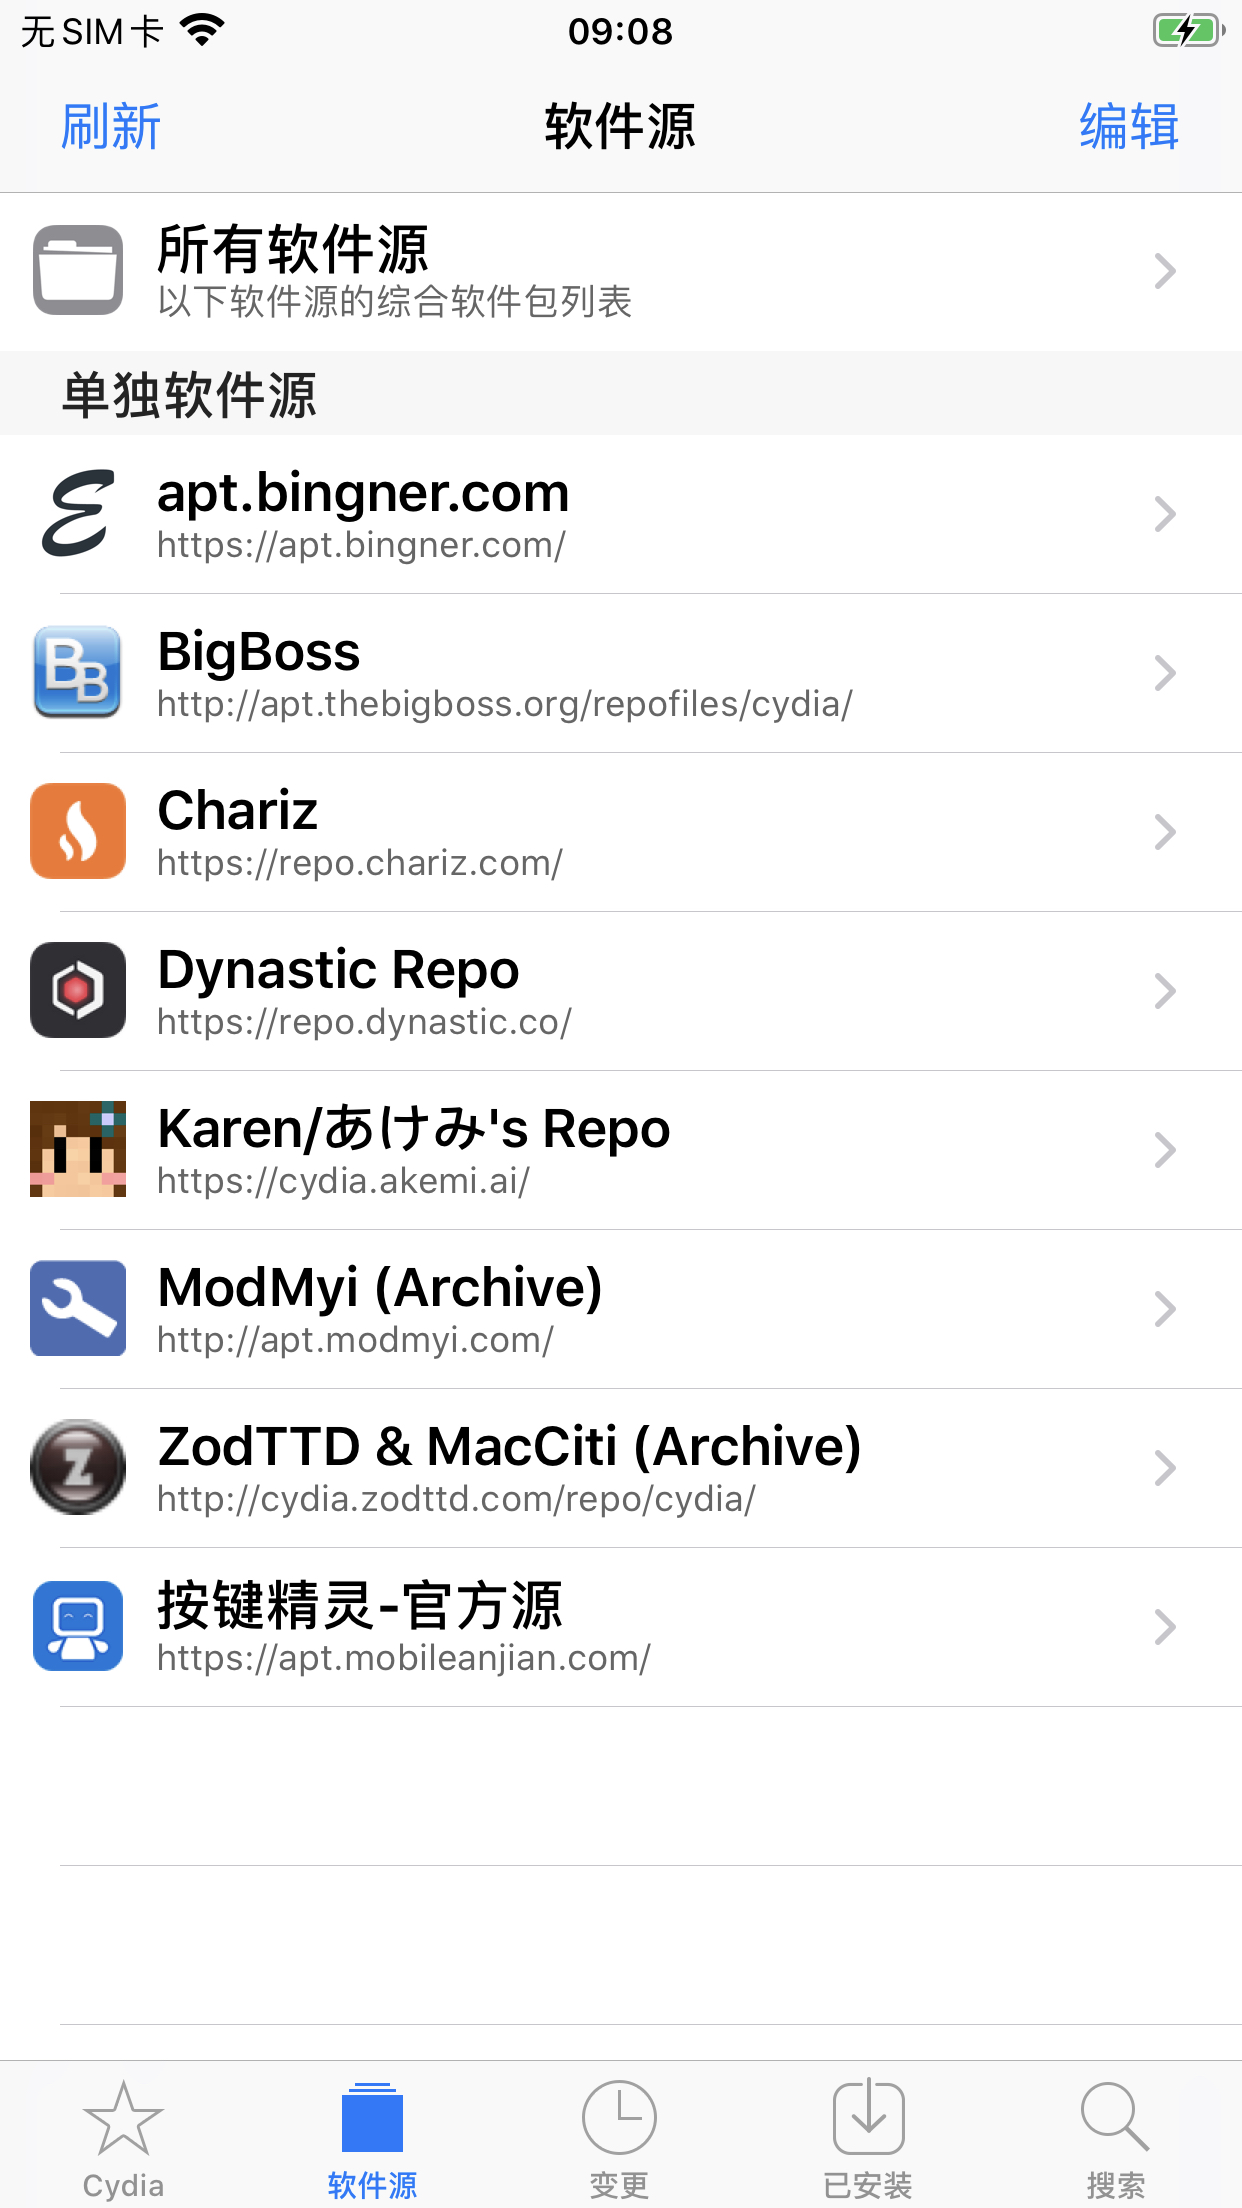 无SIM卡
09:08
刷新
软件源
编辑
所有软件源
以下软件源的综合软件包列表
单独软件源
apt.bingner.com
https://apt.bingner.com/
BigBoss
http://apt.thebigboss.org/repofiles/cydia/
Chariz
https://repo.chariz.com/
Dynastic Repo
https://repo.dynastic.co/
Karen/あけみ's Repo
https://cydia.akemi.ai/
ModMyi (Archive)
http://apt.modmyi.com/
ZodTTD & MacCiti (Archive)
http://cydia.zodttd.com/repo/cydia/
按键精灵-官方源
https://apt.mobileanjian.com/
Cydia
软件源
变更
已安装
搜索